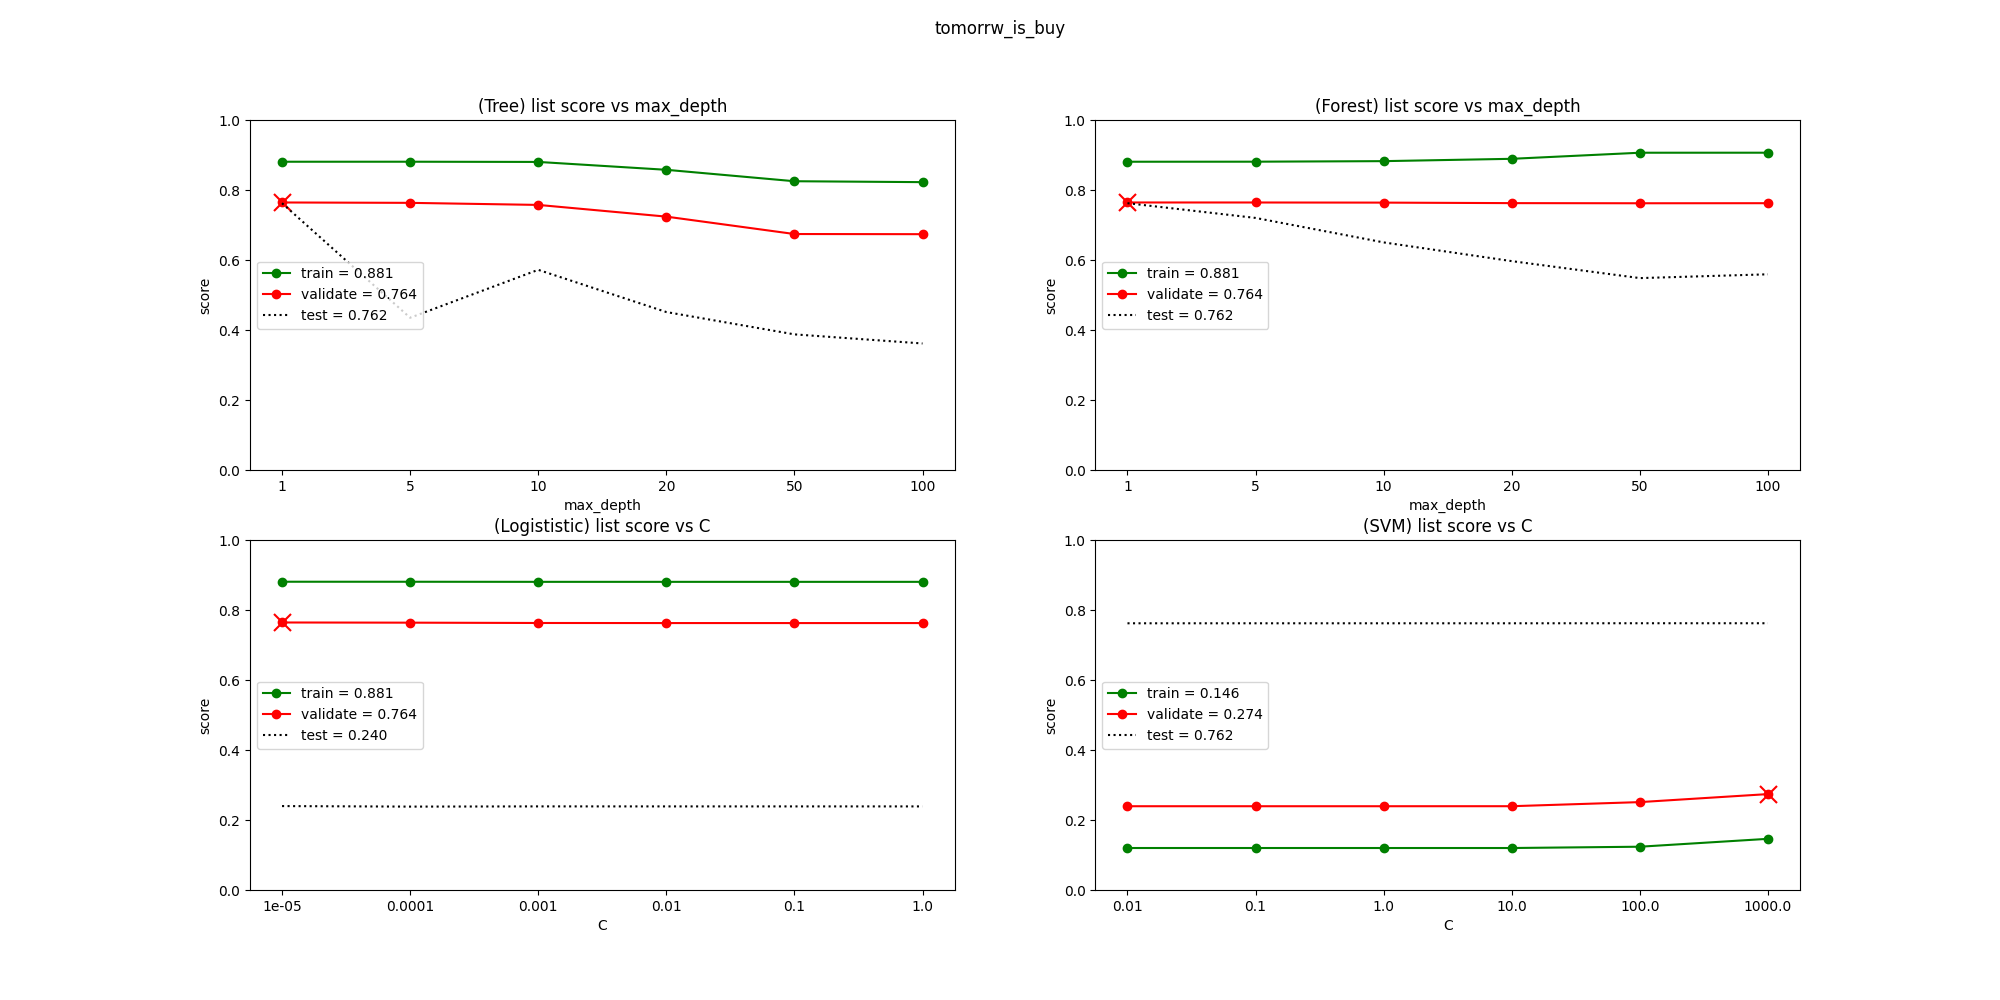 tomorrw_is_buy
(Tree) list score vs max_depth
score
1.0
0.8
0.6
0.4
0.2
0.0
train = 0.881
validate = 0.764
test = 0.762
1 5 10 20 50 100
max_depth
(Forest) list score vs max_depth
score
1.0
0.8
0.6
0.4
0.2
0.0
train = 0.881
validate = 0.764
test = 0.762
1 5 10 20 50 100
max_depth
(Logististic) list score vs C
score
1.0
0.8
0.6
0.4
0.2
0.0
train = 0.881
validate = 0.764
test = 0.240
1e-05 0.0001 0.001 0.01 0.1 1.0
C
(SVM) list score vs C
score
1.0
0.8
0.6
0.4
0.2
0.0
train = 0.146
validate = 0.274
test = 0.762
0.01 0.1 1.0 10.0 100.0 1000.0
C